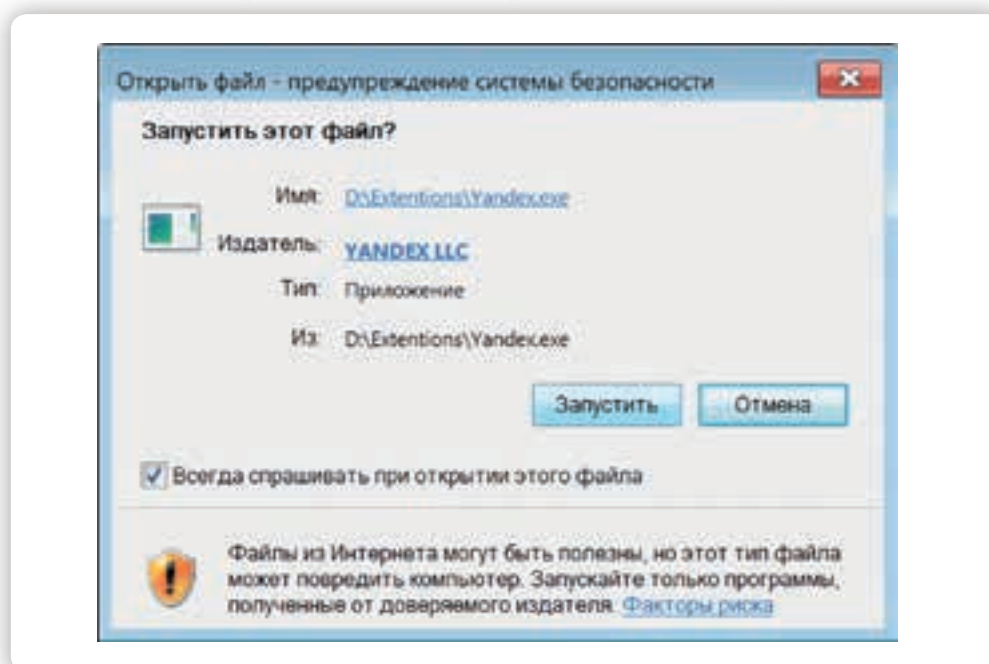 Открыть файл - предупреждение системы безопасности
Запустить этот файл?
Имя: D:\Extentions\Yandex.exe
Издатель: YANDEX LLC
Тип: Приложение
Из: D:\Extentions\Yandex.exe
Запустить Отмена
Всегда спрашивать при открытии этого файла
Файлы из Интернета могут быть полезны, но этот тип файла
может повредить компьютер. Запускайте только программы,
полученные от доверяемого издателя. Факторы риска